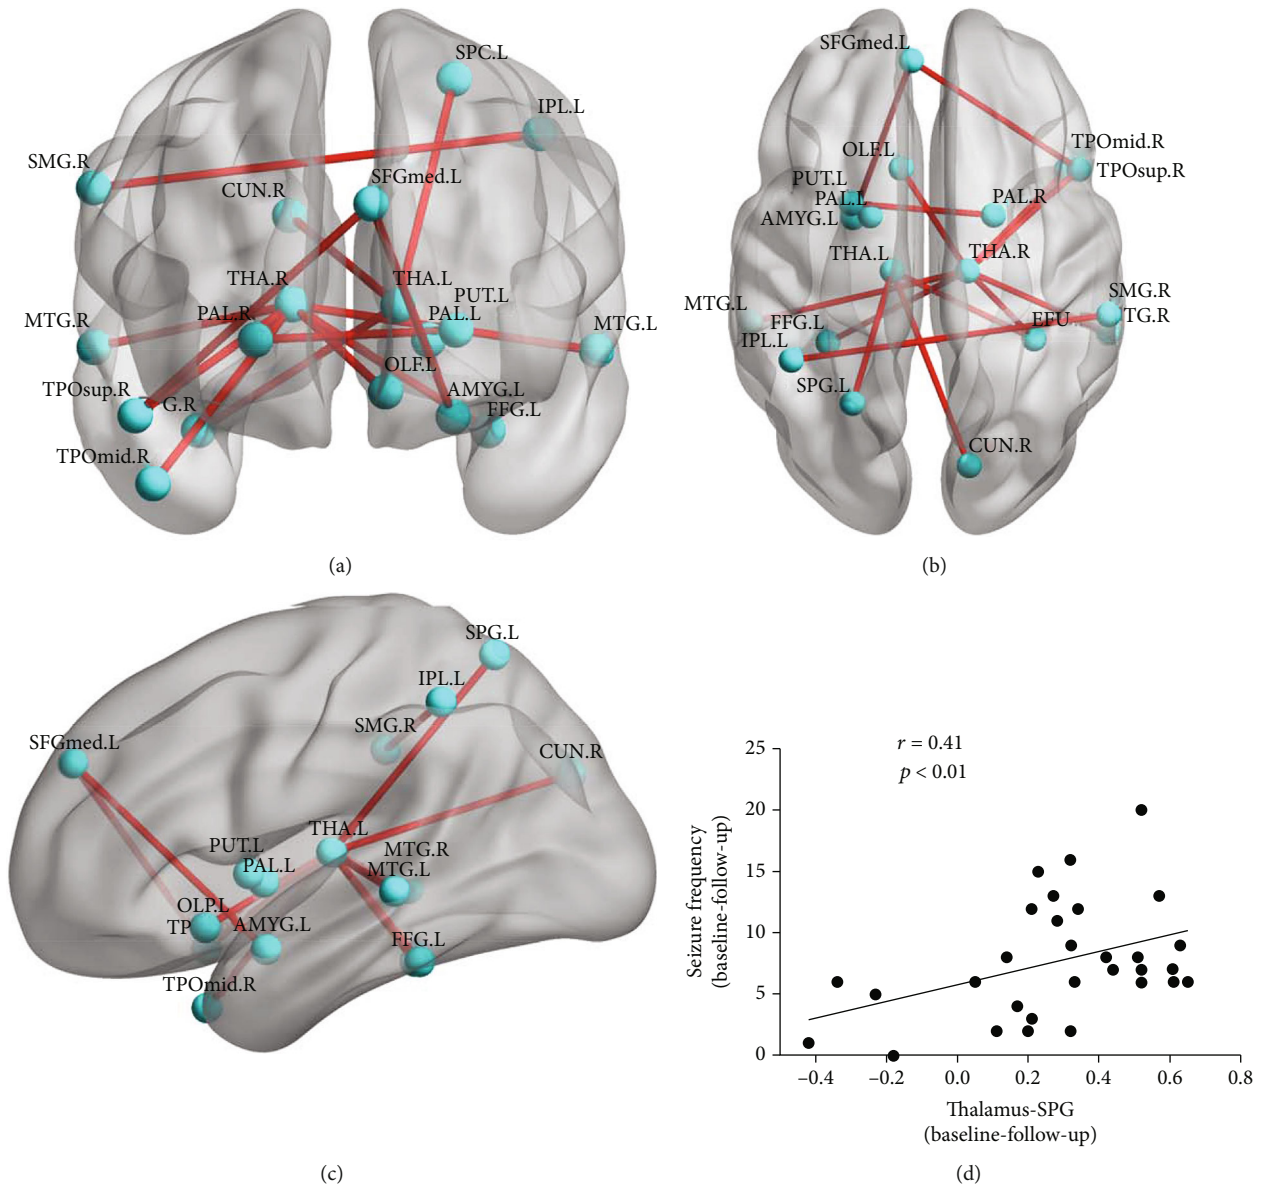 SPC.L
IPL.L
SMG.R
CUN.R
SFGmed.L
THA.R
THA.L
PUT.L
PAL.R
PAL.L
MTG.R
MTG.L
OLF.L
TPOsup.R
G.R
AMYG.L
FFG.L
TPOmid.R
(a)
SFGmed.L
TPOmid.R
OLF.L
TPOsup.R
PUT.L
PAL.L
PAL.R
AMYG.L
THA.L
THA.R
MTG.L
SMG.R
FFG.L
EFU
TG.R
IPL.L
SPG.L
CUN.R
(b)
SPG.L
IPL.L
SMG.R
SFGmed.L
CUN.R
THA.L
PUT.L
MTG.R
PAL.L
MTG.L
OLP.L
TP
AMYG.L
FFG.L
TPOmid.R
(c)
r = 0.41
p < 0.01
25
20
15
10
5
0
Seizure frequency
(baseline-follow-up)
–0.4
–0.2
0.0
0.2
0.4
0.6
0.8
Thalamus-SPG
(baseline-follow-up)
(d)